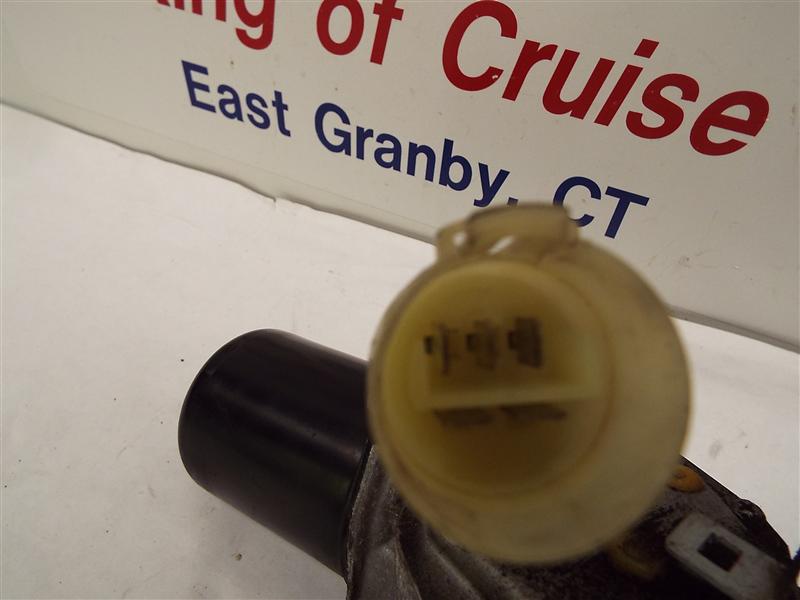 of Cruise
East Granby, CT